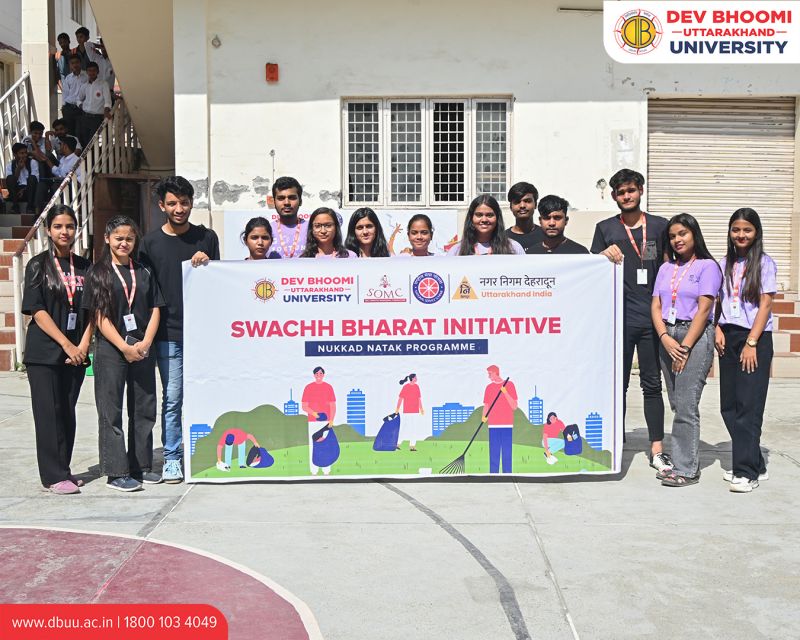 DEV BHOOMI
UTTARAKHAND
UNIVERSITY
DEV BHOOMI
UTTARAKHAND
UNIVERSITY
SOMC
नगर निगम देहरादून
Uttarakhand India
SWACHH BHARAT INITIATIVE
NUKKAD NATAK PROGRAMME
www.dbuu.ac.in | 1800 103 4049